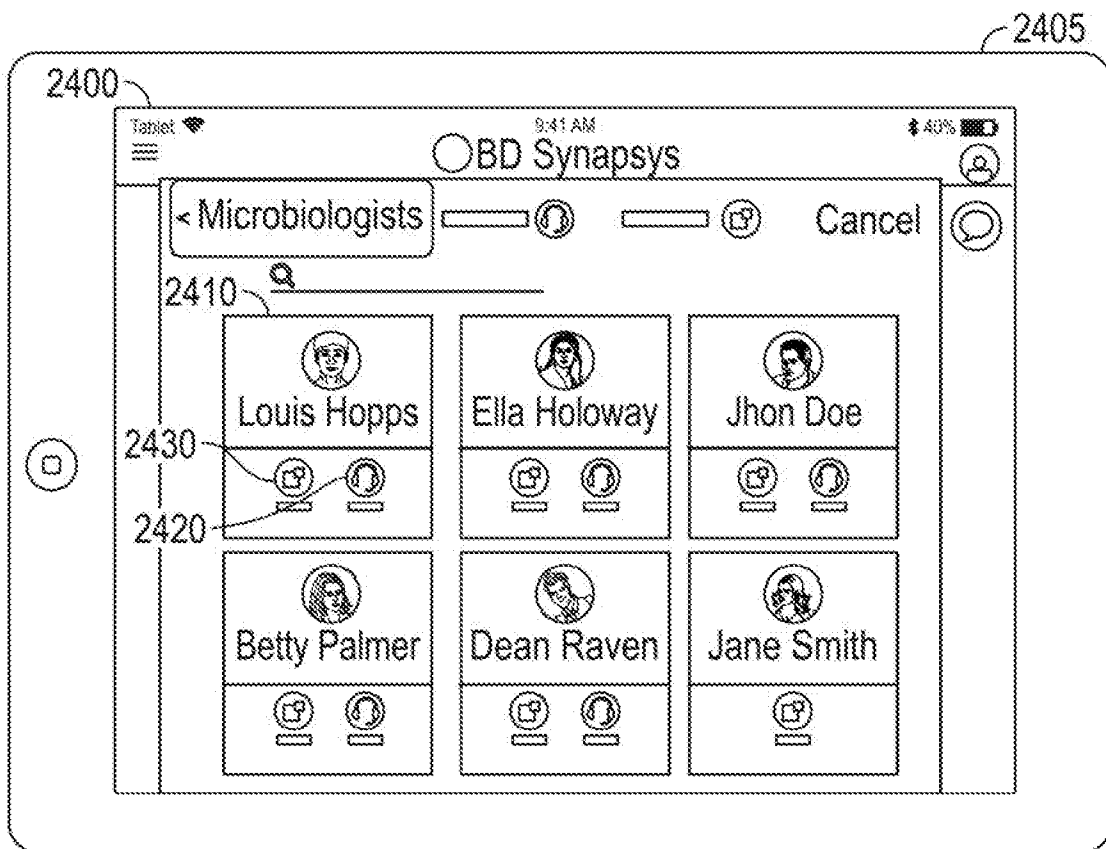 2405
2400
Tablet 9:41 AM 40%
BD Synapsys
< Microbiologists Cancel
2410
Louis Hopps Ella Holoway Jhon Doe
2430
2420
Betty Palmer Dean Raven Jane Smith